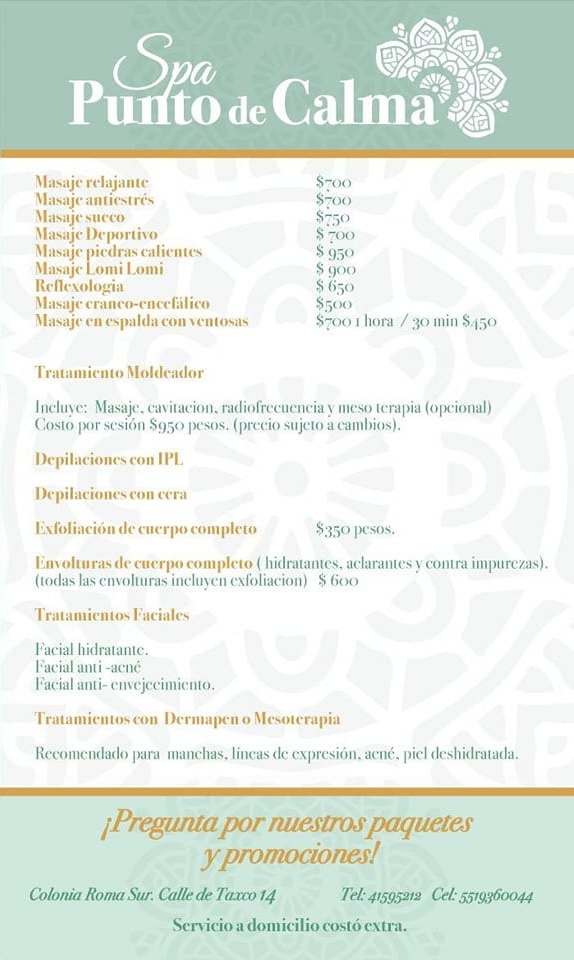 Spa
Punto de Calma
Masaje relajante $700
Masaje antiestrés $700
Masaje sueco $750
Masaje Deportivo $ 700
Masaje piedras calientes $ 950
Masaje Lomi Lomi $ 900
Reflexologia $ 650
Masaje craneo-encefálico $500
Masaje en espalda con ventosas $700 1 hora / 30 min $450
Tratamiento Moldeador
Incluye: Masaje, cavitacion, radiofrecuencia y meso terapia (opcional)
Costo por sesión $950 pesos. (precio sujeto a cambios).
Depilaciones con IPL
Depilaciones con cera
Exfoliación de cuerpo completo $350 pesos.
Envolturas de cuerpo completo ( hidratantes, aclarantes y contra impurezas).
(todas las envolturas incluyen exfoliacion) $ 600
Tratamientos Faciales
Facial hidratante.
Facial anti -acné
Facial anti- envejecimiento.
Tratamientos con Dermapen o Mesoterapia
Recomendado para manchas, líneas de expresión, acné, piel deshidratada.
¡Pregunta por nuestros paquetes
y promociones!
Colonia Roma Sur. Calle de Taxco 14 Tel: 41595212 Cel: 5519360044
Servicio a domicilio costó extra.